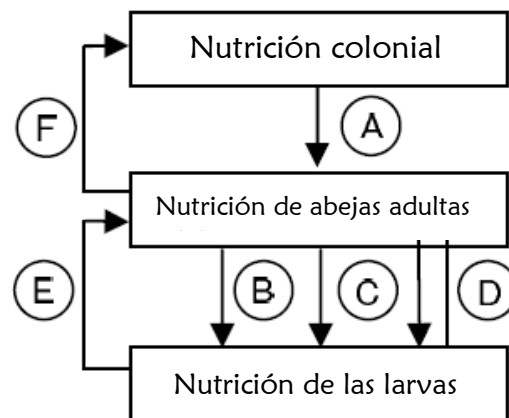 Nutrición colonial
F
A
Nutrición de abejas adultas
E
B
C
D
Nutrición de las larvas